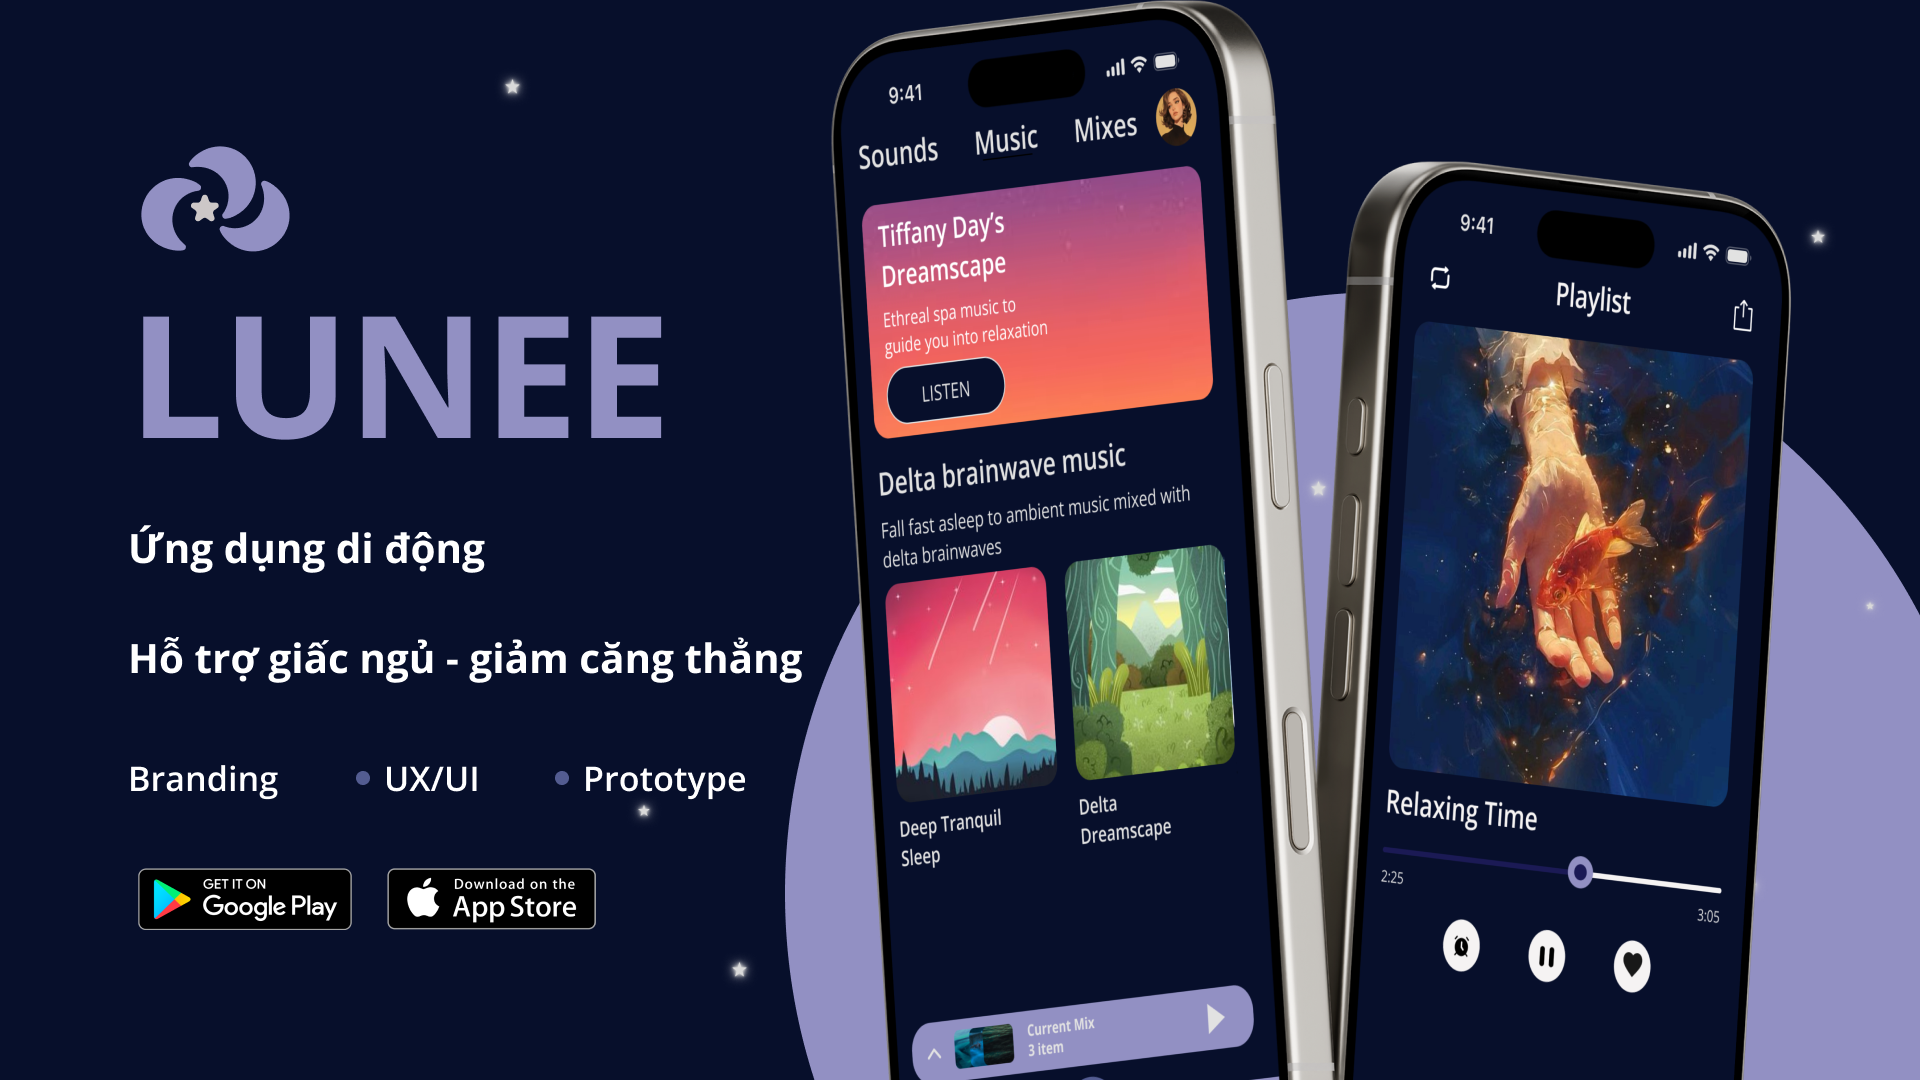 LUNEE
Ứng dụng di động
Hỗ trợ giấc ngủ - giảm căng thẳng
Branding
UX/UI
Prototype
GET IT ON
Google Play
Download on the
App Store
9:41
Sounds
Music
Mixes
Tiffany Day’s
Dreamscape
Ethreal spa music to
guide you into relaxation
LISTEN
Delta brainwave music
Fall fast asleep to ambient music mixed with
delta brainwaves
Deep Tranquil
Sleep
Delta
Dreamscape
Current Mix
3 item
9:41
Playlist
Relaxing Time
2:25
3:05